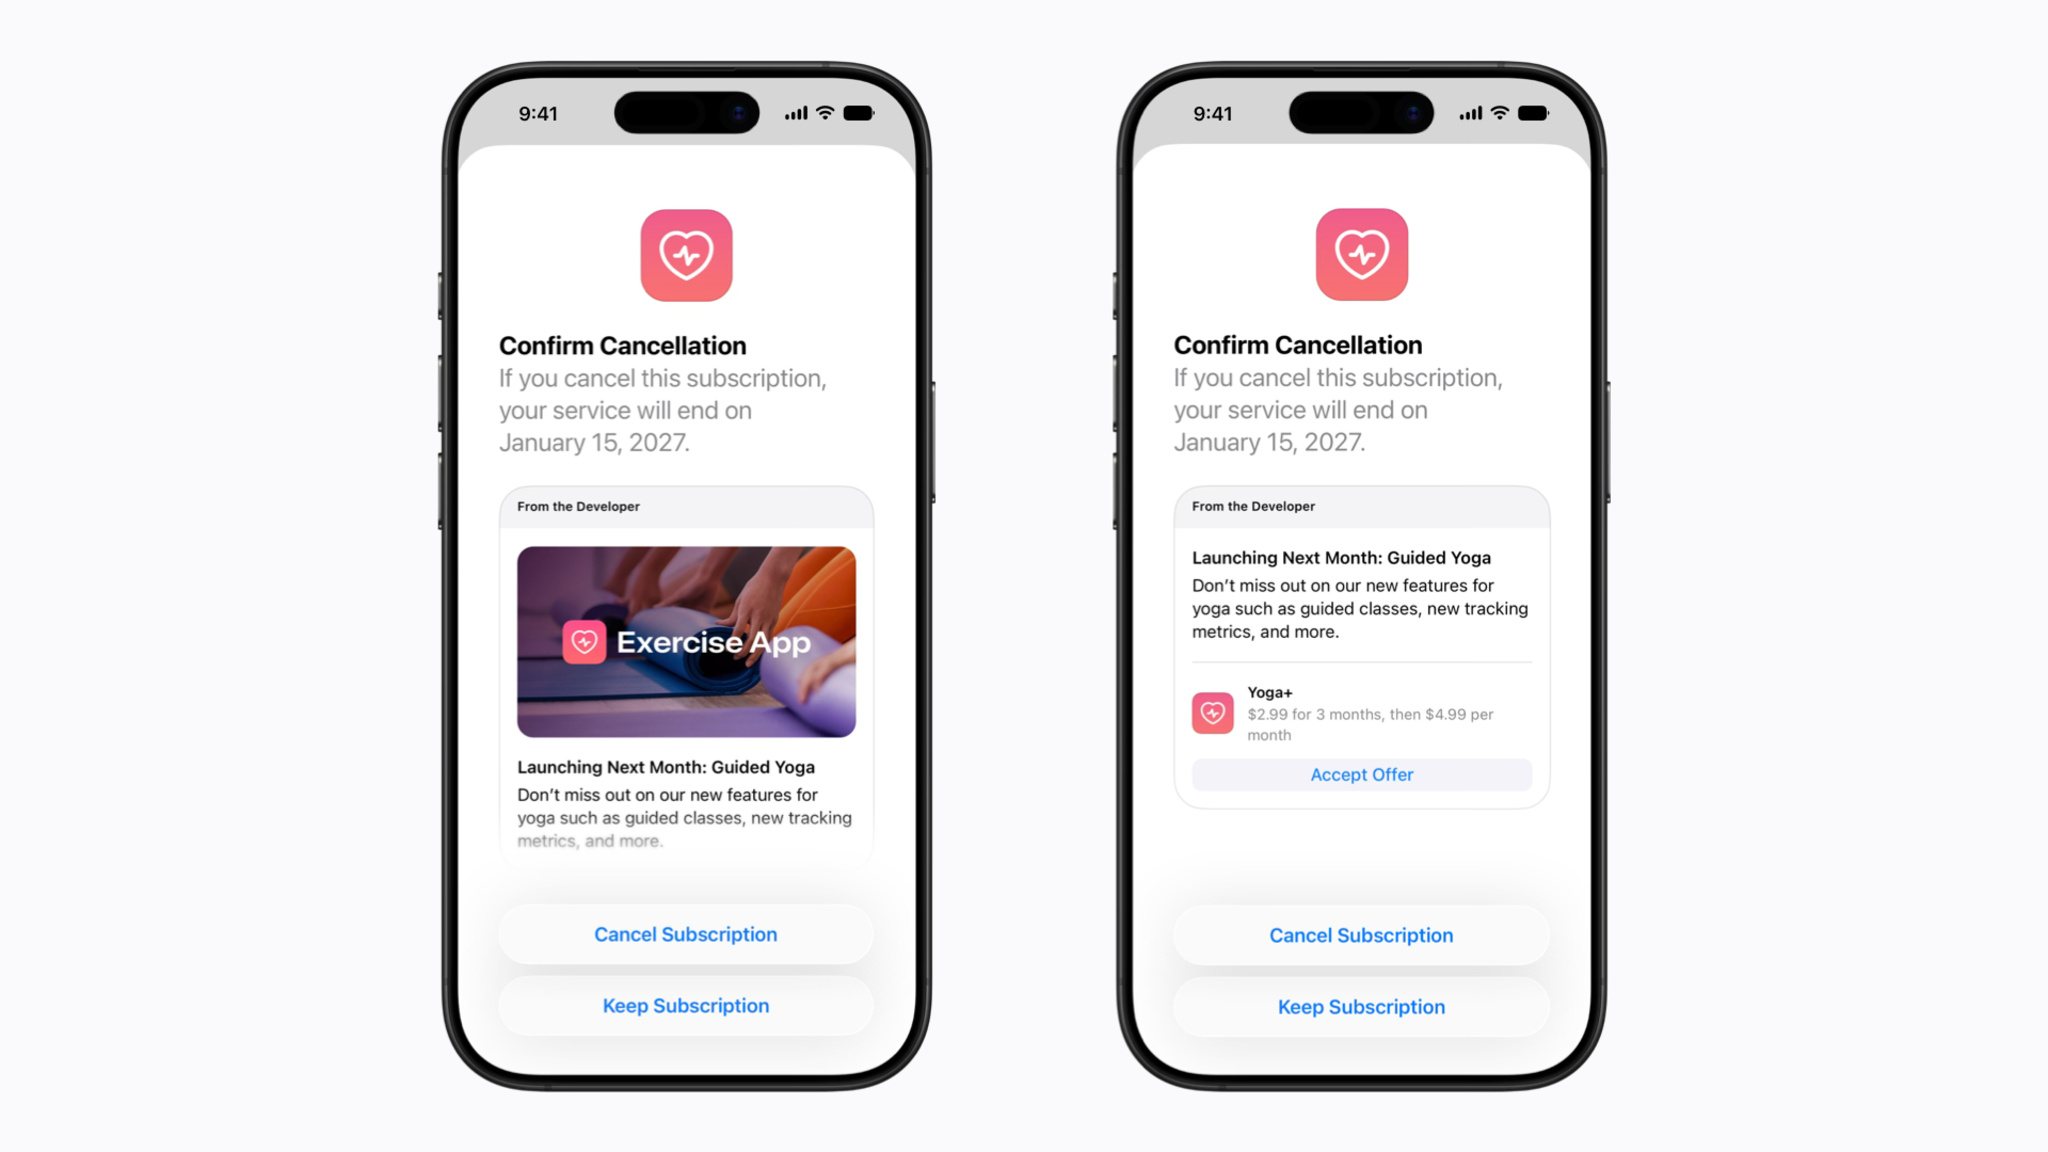 9:41
Confirm Cancellation
If you cancel this subscription,
your service will end on
January 15, 2027.
From the Developer
Exercise App
Launching Next Month: Guided Yoga
Don’t miss out on our new features for
yoga such as guided classes, new tracking
metrics, and more.
Cancel Subscription
Keep Subscription
9:41
Confirm Cancellation
If you cancel this subscription,
your service will end on
January 15, 2027.
From the Developer
Launching Next Month: Guided Yoga
Don’t miss out on our new features for
yoga such as guided classes, new tracking
metrics, and more.
Yoga+
$2.99 for 3 months, then $4.99 per
month
Accept Offer
Cancel Subscription
Keep Subscription